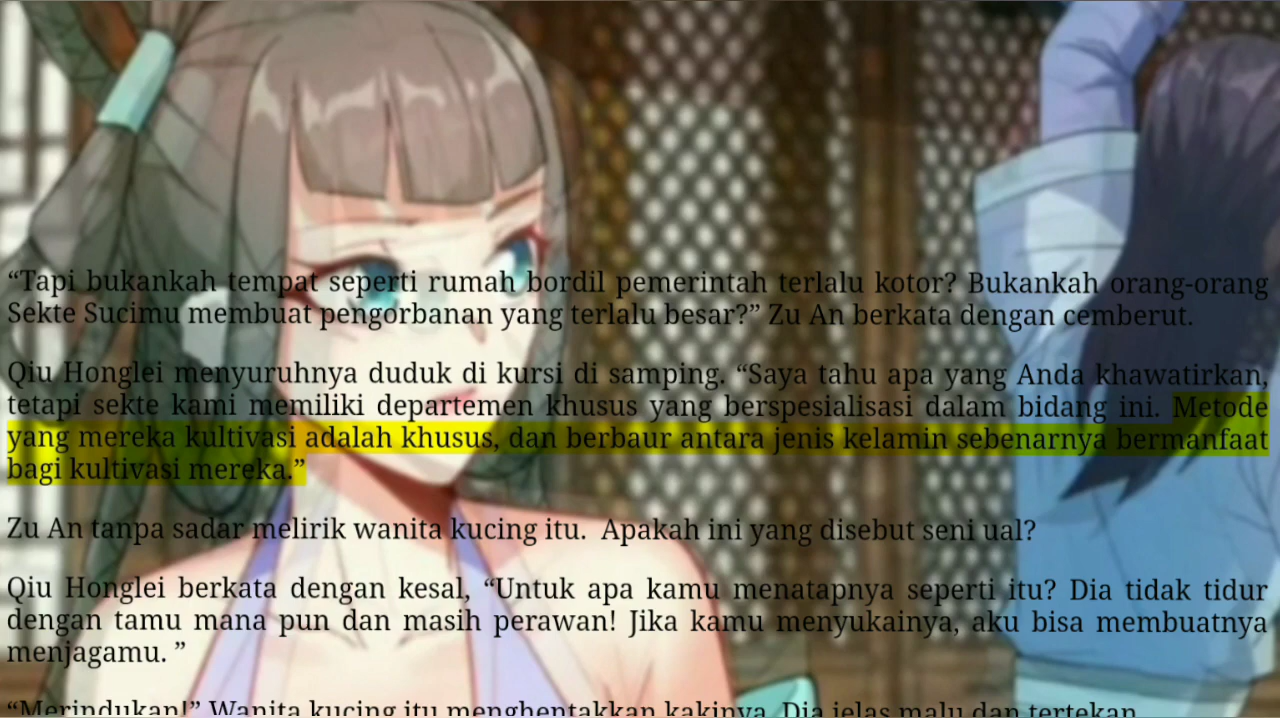 “Tapi bukankah tempat seperti rumah bordil pemerintah terlalu kotor? Bukankah orang-orang
Sekte Sucimu membuat pengorbanan yang terlalu besar?” Zu An berkata dengan cemberut.
Qiu Honglei menyuruhnya duduk di kursi di samping. “Saya tahu apa yang Anda khawatirkan,
tetapi sekte kami memiliki departemen khusus yang berspesialisasi dalam bidang ini. Metode
yang mereka kultivasi adalah khusus, dan berbaur antara jenis kelamin sebenarnya bermanfaat
bagi kultivasi mereka.”
Zu An tanpa sadar melirik wanita kucing itu. Apakah ini yang disebut seni ual?
Qiu Honglei berkata dengan kesal, “Untuk apa kamu menatapnya seperti itu? Dia tidak tidur
dengan tamu mana pun dan masih perawan! Jika kamu menyukainya, aku bisa membuatnya
menjagamu. ”
“Merindukan!” Wanita kucing itu menghentakkan kakinya. Dia jelas malu dan tertekan.